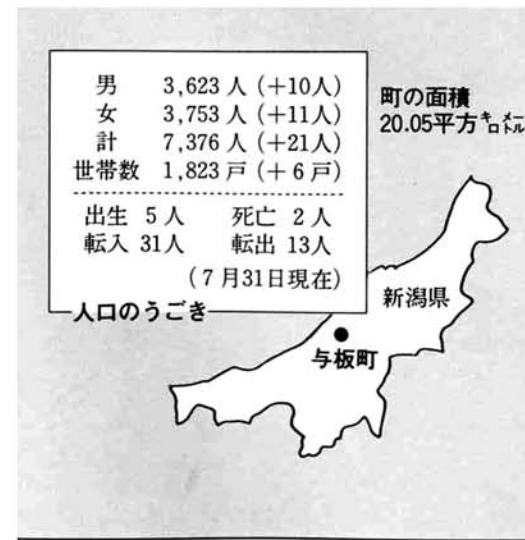 男 3,623人(+10人)
女 3,753人(+11人)
計 7,376人(+21人)
世帯数 1,823戸(+6戸)
出生 5人 死亡 2人
転入 31人 転出 13人
(7月31日現在)
人口のうごき
町の面積
20.05平方キロメートル
新潟県
与板町